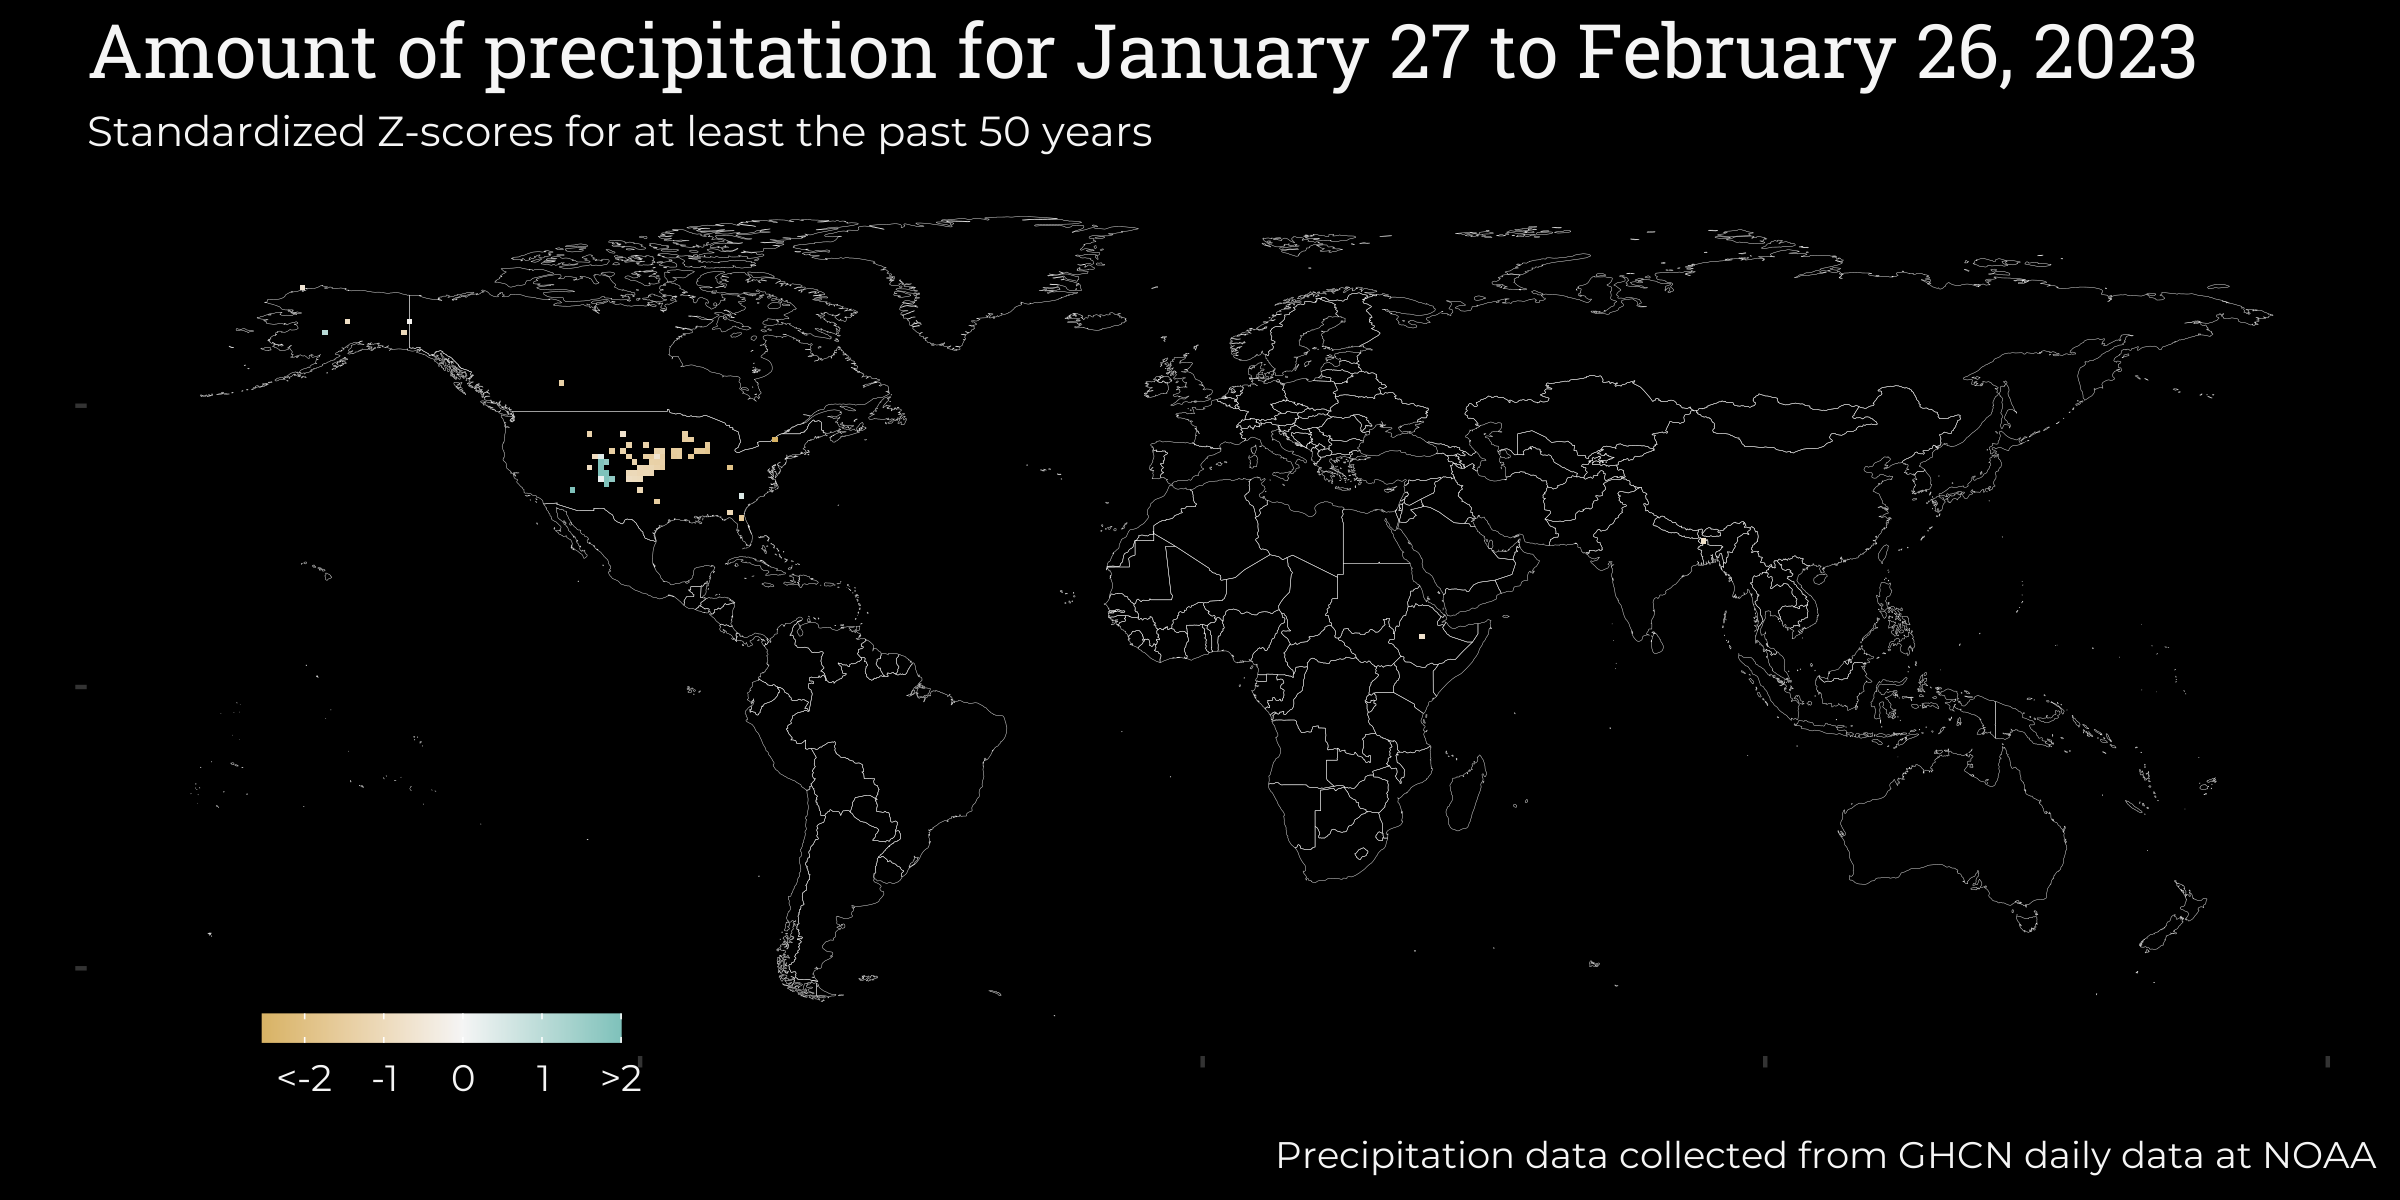 Amount of precipitation for January 27 to February 26, 2023
Standardized Z-scores for at least the past 50 years
<-2 -1 0 1 >2
Precipitation data collected from GHCN daily data at NOAA